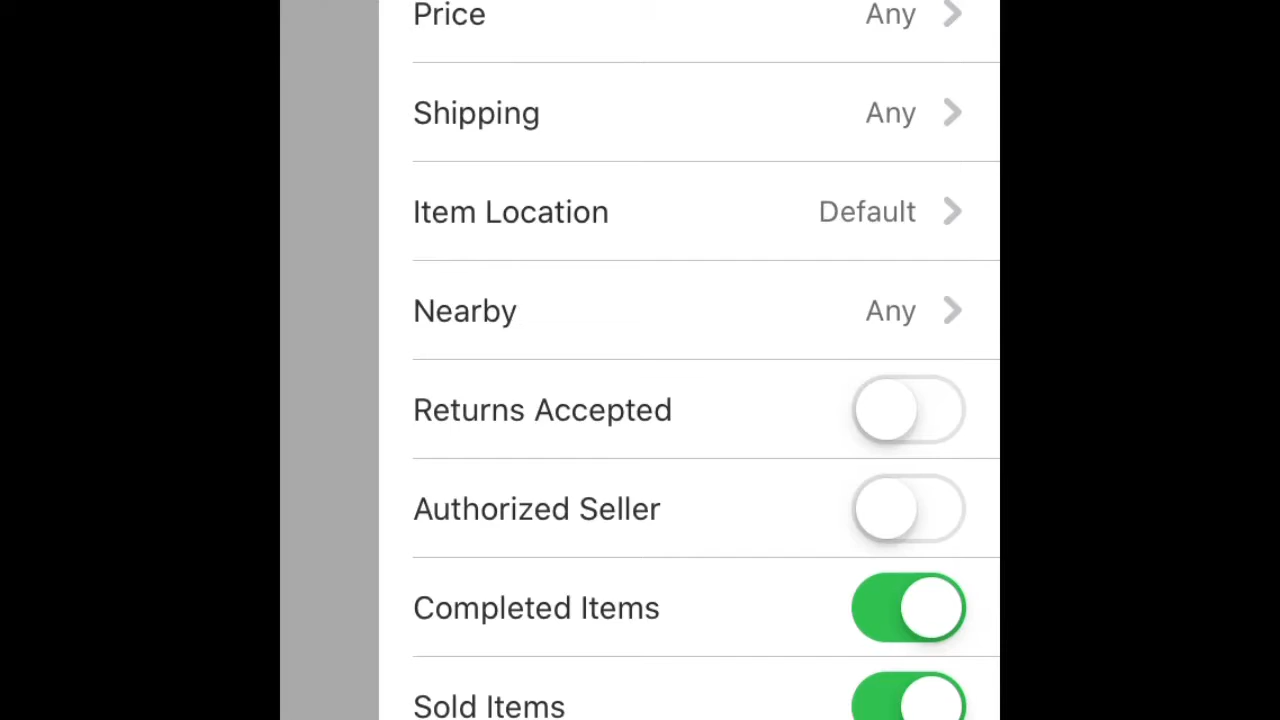 Price Any
Shipping Any
Item Location Default
Nearby Any
Returns Accepted
Authorized Seller
Completed Items
Sold Items